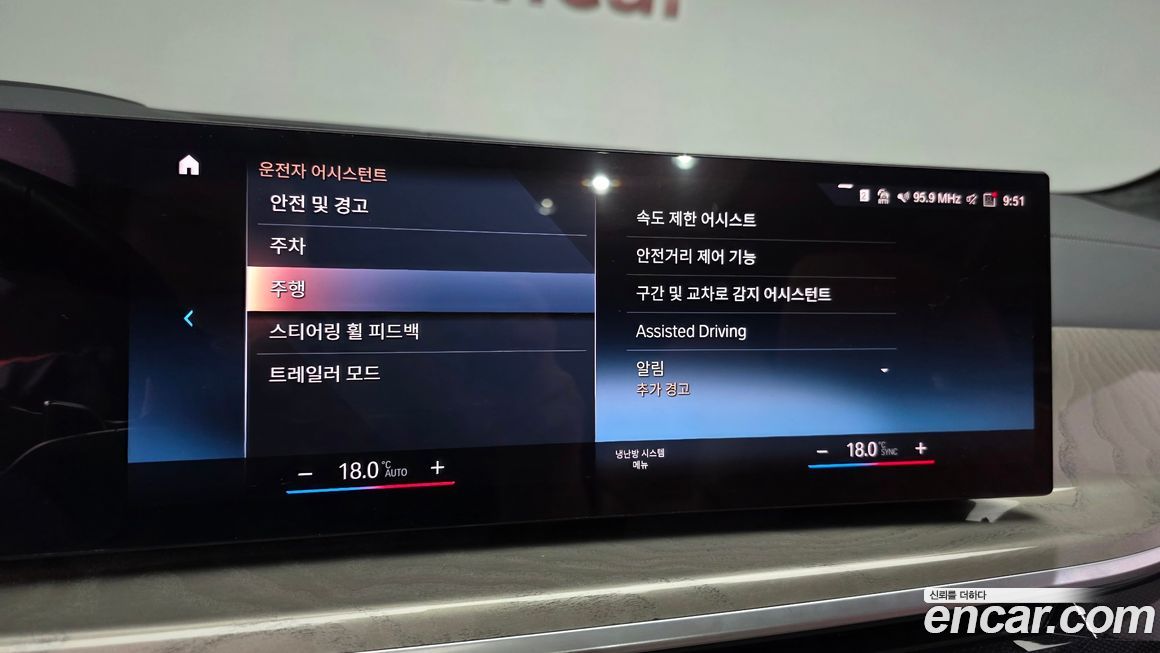 Encar
운전자 어시스턴트
안전 및 경고
주차
주행
스티어링 휠 피드백
트레일러 모드
2 95.9 MHz 9:51
속도 제한 어시스트
안전거리 제어 기능
구간 및 교차로 감지 어시스턴트
Assisted Driving
알림
추가 경고
− 18.0 °C AUTO +
냉난방 시스템
메뉴
− 18.0 °C SYNC +
신뢰를 더하다
encar.com